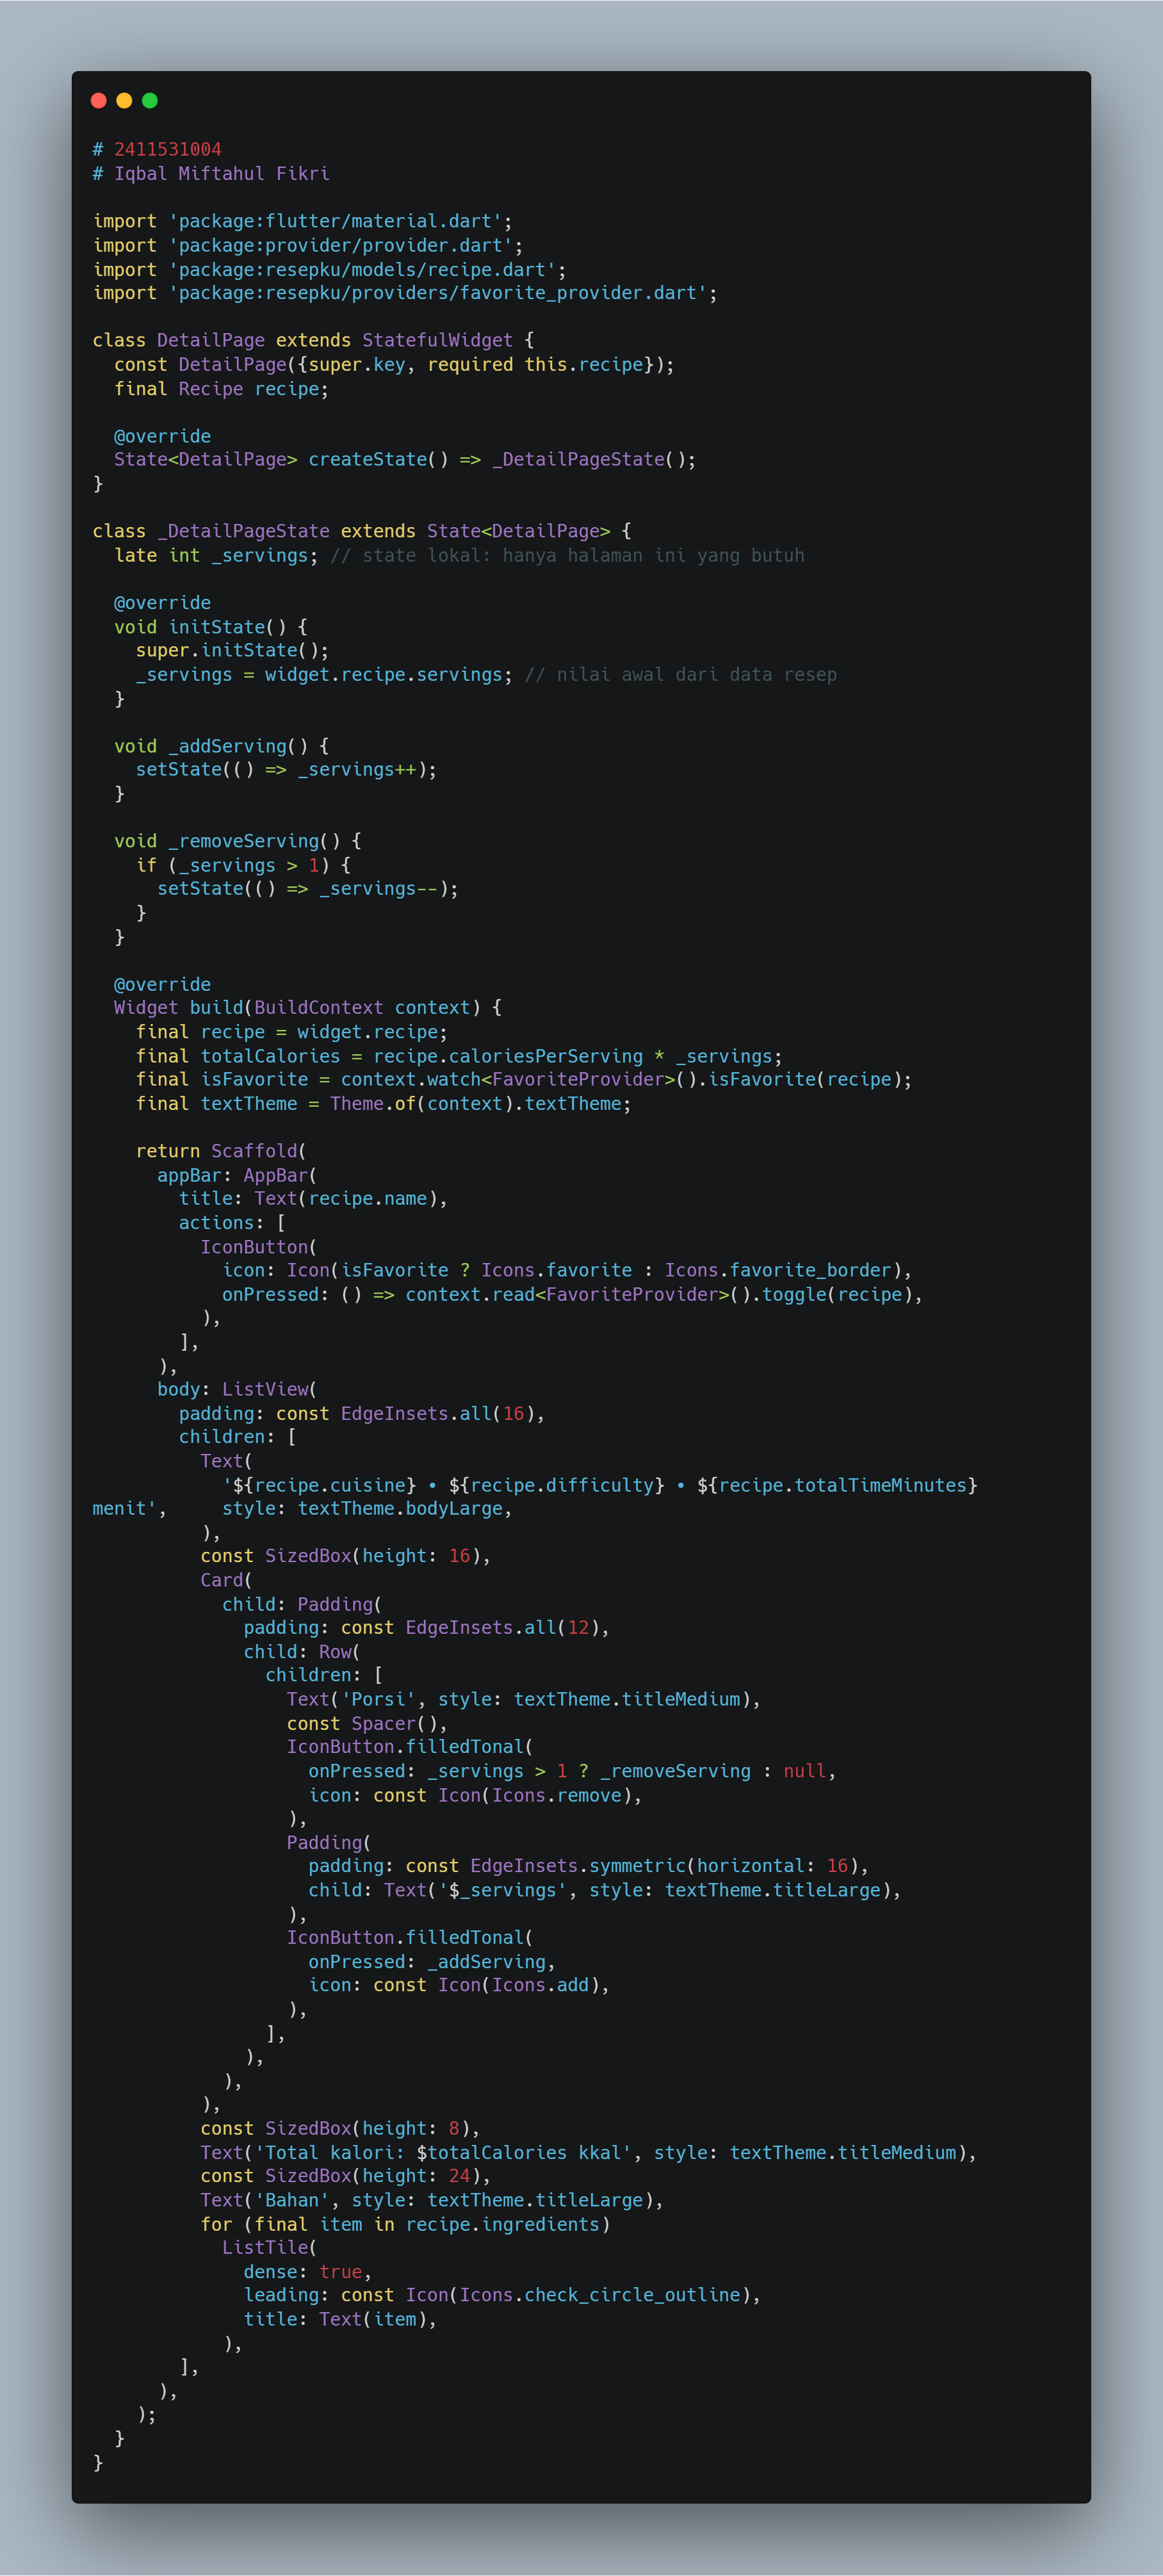 # 2411531004
# Iqbal Miftahul Fikri

import 'package:flutter/material.dart';
import 'package:provider/provider.dart';
import 'package:resepku/models/recipe.dart';
import 'package:resepku/providers/favorite_provider.dart';

class DetailPage extends StatefulWidget {
  const DetailPage({super.key, required this.recipe});
  final Recipe recipe;

  @override
  State<DetailPage> createState() => _DetailPageState();
}

class _DetailPageState extends State<DetailPage> {
  late int _servings; // state lokal: hanya halaman ini yang butuh

  @override
  void initState() {
    super.initState();
    _servings = widget.recipe.servings; // nilai awal dari data resep
  }

  void _addServing() {
    setState(() => _servings++);
  }

  void _removeServing() {
    if (_servings > 1) {
      setState(() => _servings--);
    }
  }

  @override
  Widget build(BuildContext context) {
    final recipe = widget.recipe;
    final totalCalories = recipe.caloriesPerServing * _servings;
    final isFavorite = context.watch<FavoriteProvider>().isFavorite(recipe);
    final textTheme = Theme.of(context).textTheme;

    return Scaffold(
      appBar: AppBar(
        title: Text(recipe.name),
        actions: [
          IconButton(
            icon: Icon(isFavorite ? Icons.favorite : Icons.favorite_border),
            onPressed: () => context.read<FavoriteProvider>().toggle(recipe),
          ),
        ],
      ),
      body: ListView(
        padding: const EdgeInsets.all(16),
        children: [
          Text(
            '${recipe.cuisine} • ${recipe.difficulty} • ${recipe.totalTimeMinutes}
menit',     style: textTheme.bodyLarge,
          ),
          const SizedBox(height: 16),
          Card(
            child: Padding(
              padding: const EdgeInsets.all(12),
              child: Row(
                children: [
                  Text('Porsi', style: textTheme.titleMedium),
                  const Spacer(),
                  IconButton.filledTonal(
                    onPressed: _servings > 1 ? _removeServing : null,
                    icon: const Icon(Icons.remove),
                  ),
                  Padding(
                    padding: const EdgeInsets.symmetric(horizontal: 16),
                    child: Text('$_servings', style: textTheme.titleLarge),
                  ),
                  IconButton.filledTonal(
                    onPressed: _addServing,
                    icon: const Icon(Icons.add),
                  ),
                ],
              ),
            ),
          ),
          const SizedBox(height: 8),
          Text('Total kalori: $totalCalories kkal', style: textTheme.titleMedium),
          const SizedBox(height: 24),
          Text('Bahan', style: textTheme.titleLarge),
          for (final item in recipe.ingredients)
            ListTile(
              dense: true,
              leading: const Icon(Icons.check_circle_outline),
              title: Text(item),
            ),
        ],
      ),
    );
  }
}